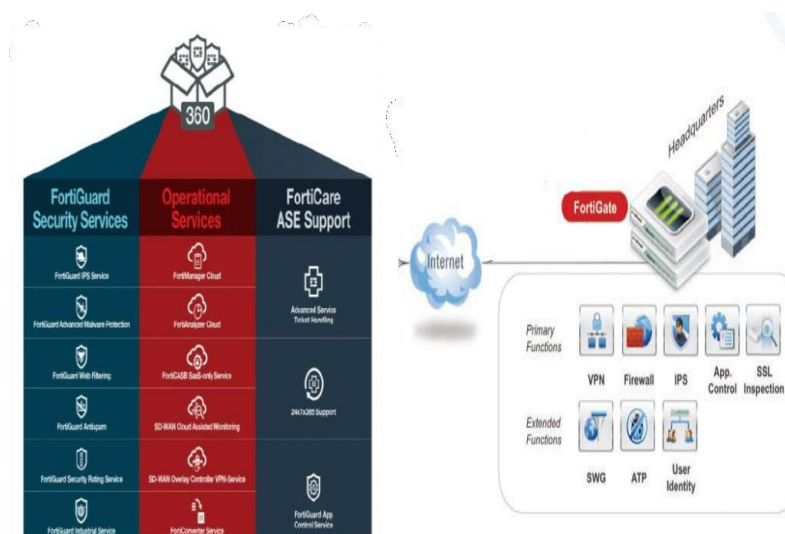 360
FortiGuard
Security Services
FortiGuard IPS Service
FortiGuard Advanced Malware Protection
FortiGuard Web Filtering
FortiGuard Antispam
FortiGuard Security Rating Service
FortiGuard Industrial Service
Operational
Services
FortiManager Cloud
FortiAnalyzer Cloud
FortiCASB SaaS-only Service
SD-WAN Cloud Assisted Monitoring
SD-WAN Overlay Controller VPN-Service
FortiConverter Service
FortiCare
ASE Support
Advanced Service
Ticket Handling
24x7x365 Support
FortiGuard App
Control Service
Headquarters
FortiGate
Internet
Primary
Functions
VPN
Firewall
IPS
App.
Control
SSL
Inspection
Extended
Functions
SWG
ATP
User
Identity